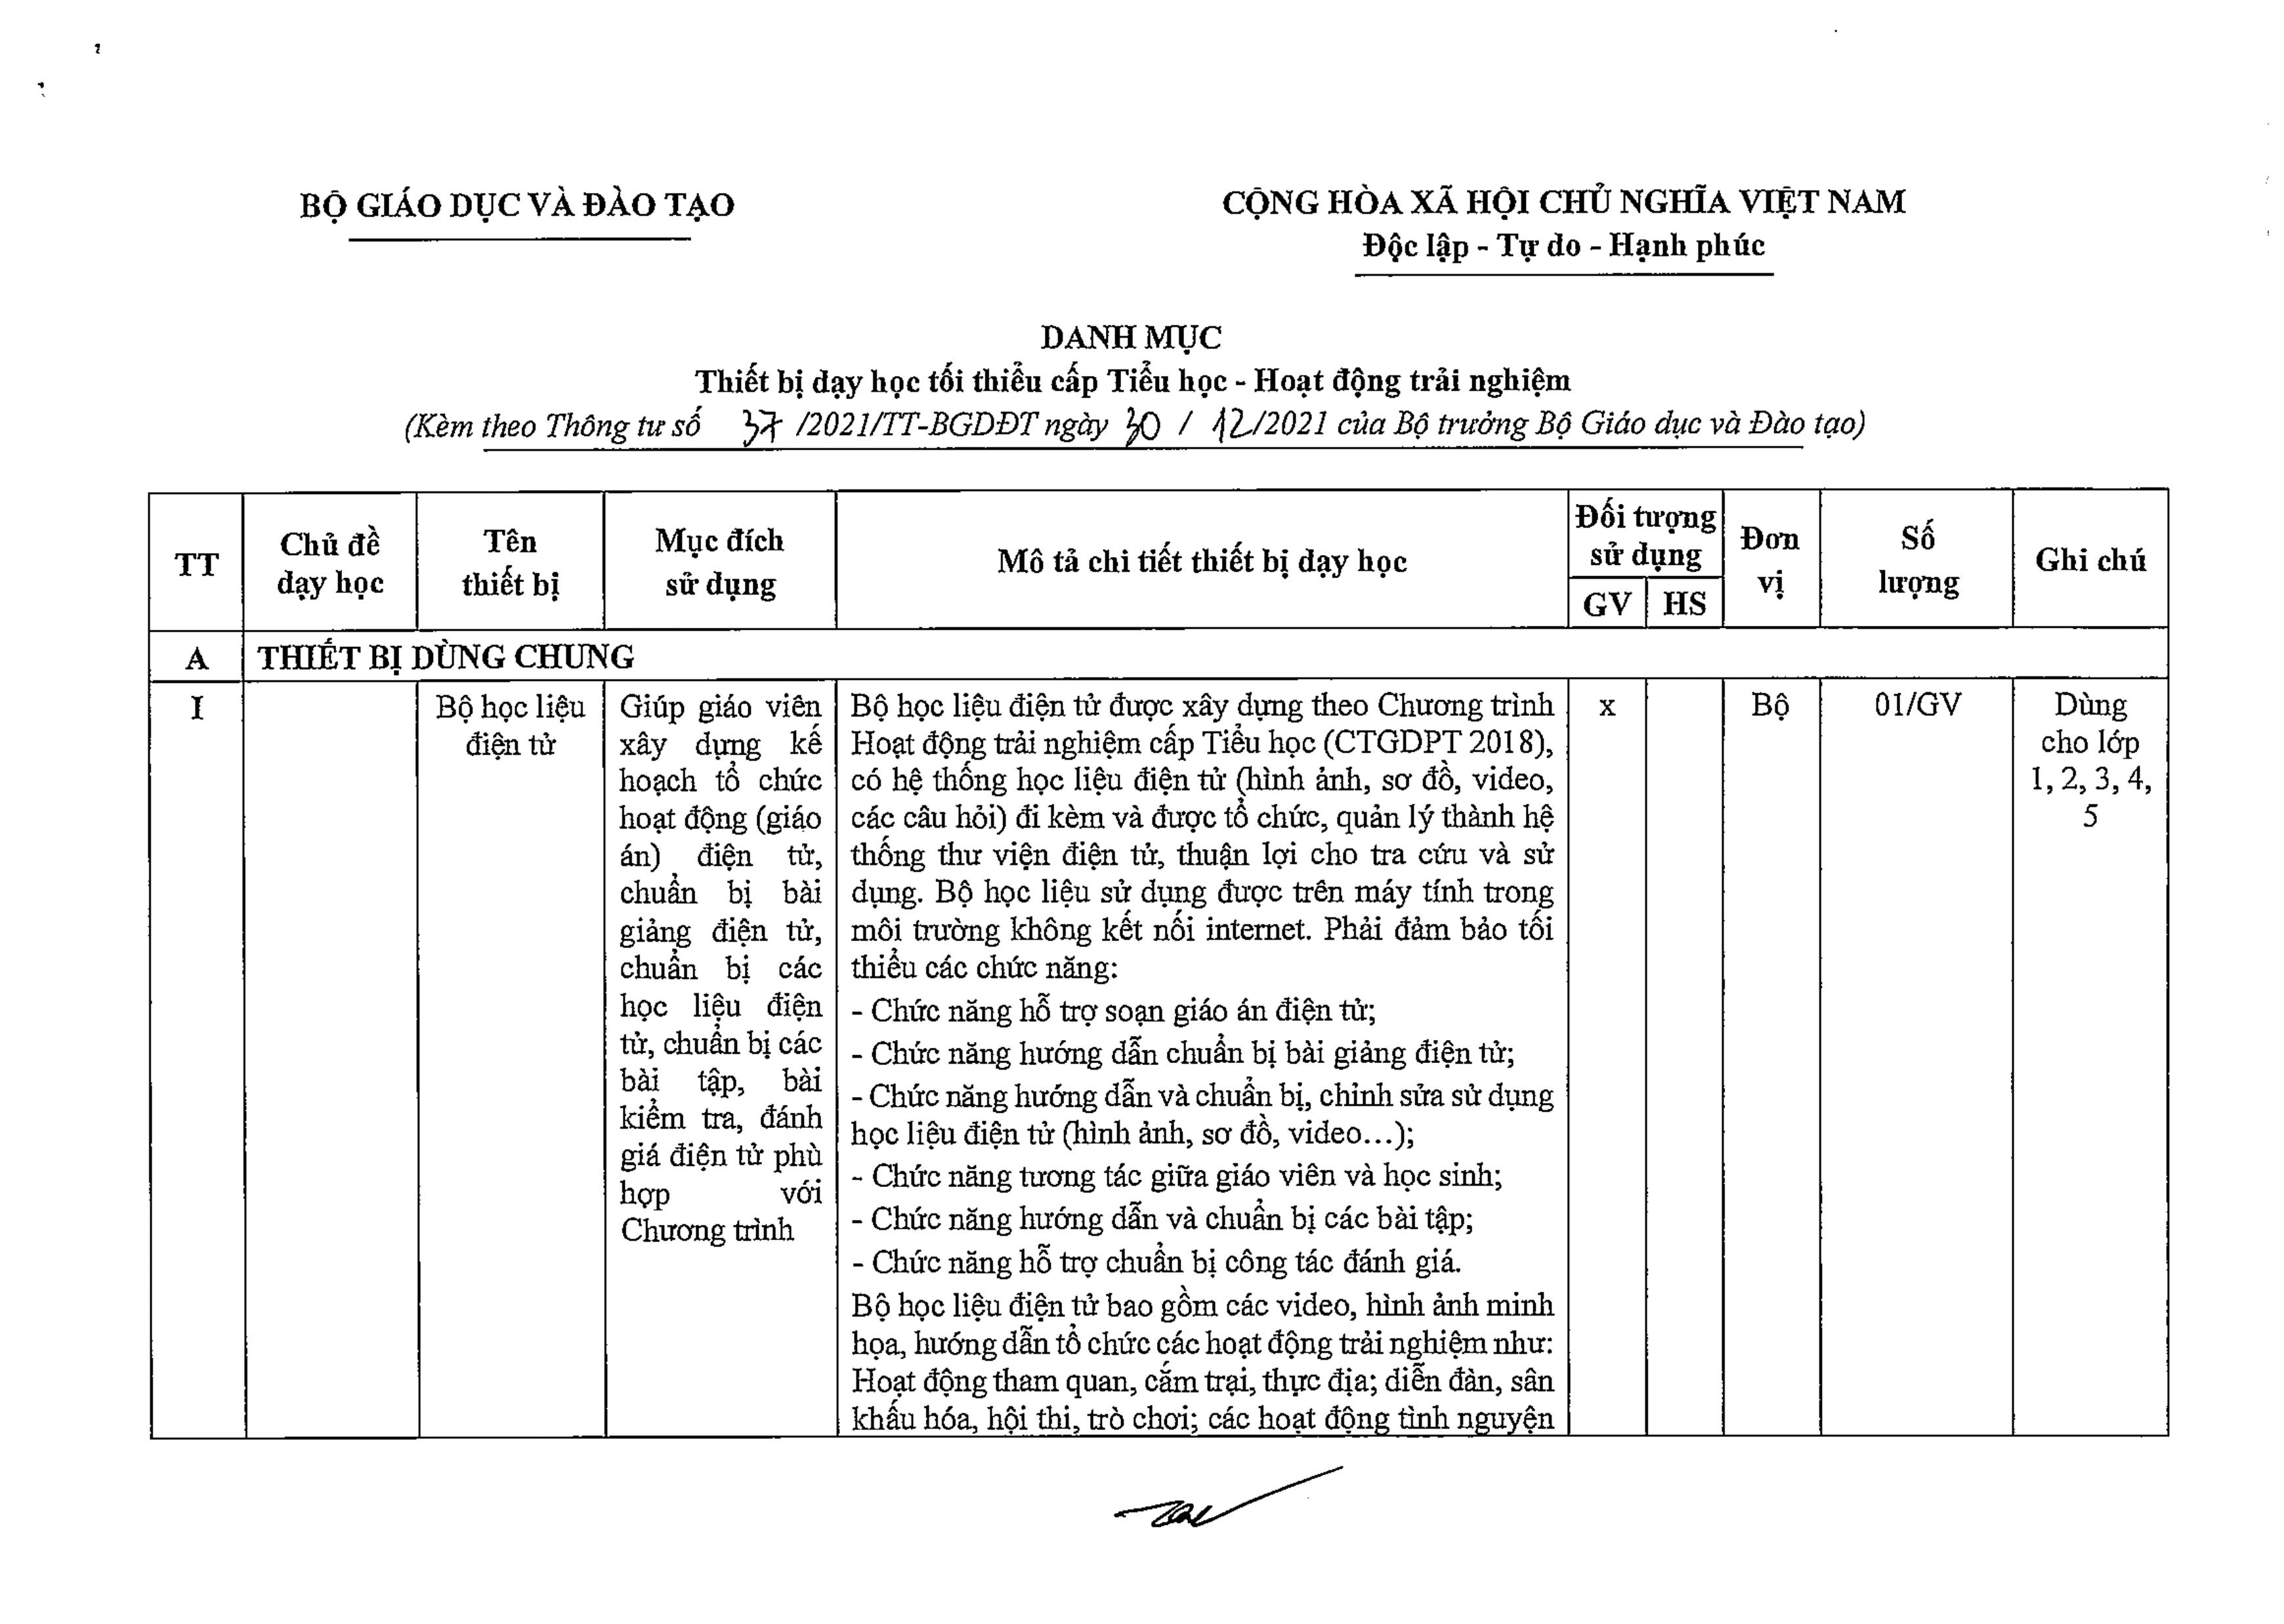 BỘ GIÁO DỤC VÀ ĐÀO TẠO
CỘNG HÒA XÃ HỘI CHỦ NGHĨA VIỆT NAM
Độc lập - Tự do - Hạnh phúc
DANH MỤC
Thiết bị dạy học tối thiểu cấp Tiểu học - Hoạt động trải nghiệm
(Kèm theo Thông tư số 37 /2021/TT-BGDĐT ngày 30 / 12/2021 của Bộ trưởng Bộ Giáo dục và Đào tạo)
TT
Chủ đề
dạy học
Tên
thiết bị
Mục đích
sử dụng
Mô tả chi tiết thiết bị dạy học
Đối tượng
sử dụng
GV HS
Đơn
vị
Số
lượng
Ghi chú
A THIẾT BỊ DÙNG CHUNG
I
Bộ học liệu
điện tử
Giúp giáo viên
xây dựng kế
hoạch tổ chức
hoạt động (giáo
án) điện tử,
chuẩn bị bài
giảng điện tử,
chuẩn bị các
học liệu điện
tử, chuẩn bị các
bài tập, bài
kiểm tra, đánh
giá điện tử phù
hợp với
Chương trình
Bộ học liệu điện tử được xây dựng theo Chương trình
Hoạt động trải nghiệm cấp Tiểu học (CTGDPT 2018),
có hệ thống học liệu điện tử (hình ảnh, sơ đồ, video,
các câu hỏi) đi kèm và được tổ chức, quản lý thành hệ
thống thư viện điện tử, thuận lợi cho tra cứu và sử
dụng. Bộ học liệu sử dụng được trên máy tính trong
môi trường không kết nối internet. Phải đảm bảo tối
thiểu các chức năng:
- Chức năng hỗ trợ soạn giáo án điện tử;
- Chức năng hướng dẫn chuẩn bị bài giảng điện tử;
- Chức năng hướng dẫn và chuẩn bị, chỉnh sửa sử dụng
học liệu điện tử (hình ảnh, sơ đồ, video...);
- Chức năng tương tác giữa giáo viên và học sinh;
- Chức năng hướng dẫn và chuẩn bị các bài tập;
- Chức năng hỗ trợ chuẩn bị công tác đánh giá.
Bộ học liệu điện tử bao gồm các video, hình ảnh minh
họa, hướng dẫn tổ chức các hoạt động trải nghiệm như:
Hoạt động tham quan, cắm trại, thực địa; diễn đàn, sân
khấu hóa, hội thi, trò chơi; các hoạt động tình nguyện
x
Bộ
01/GV
Dùng
cho lớp
1, 2, 3, 4,
5